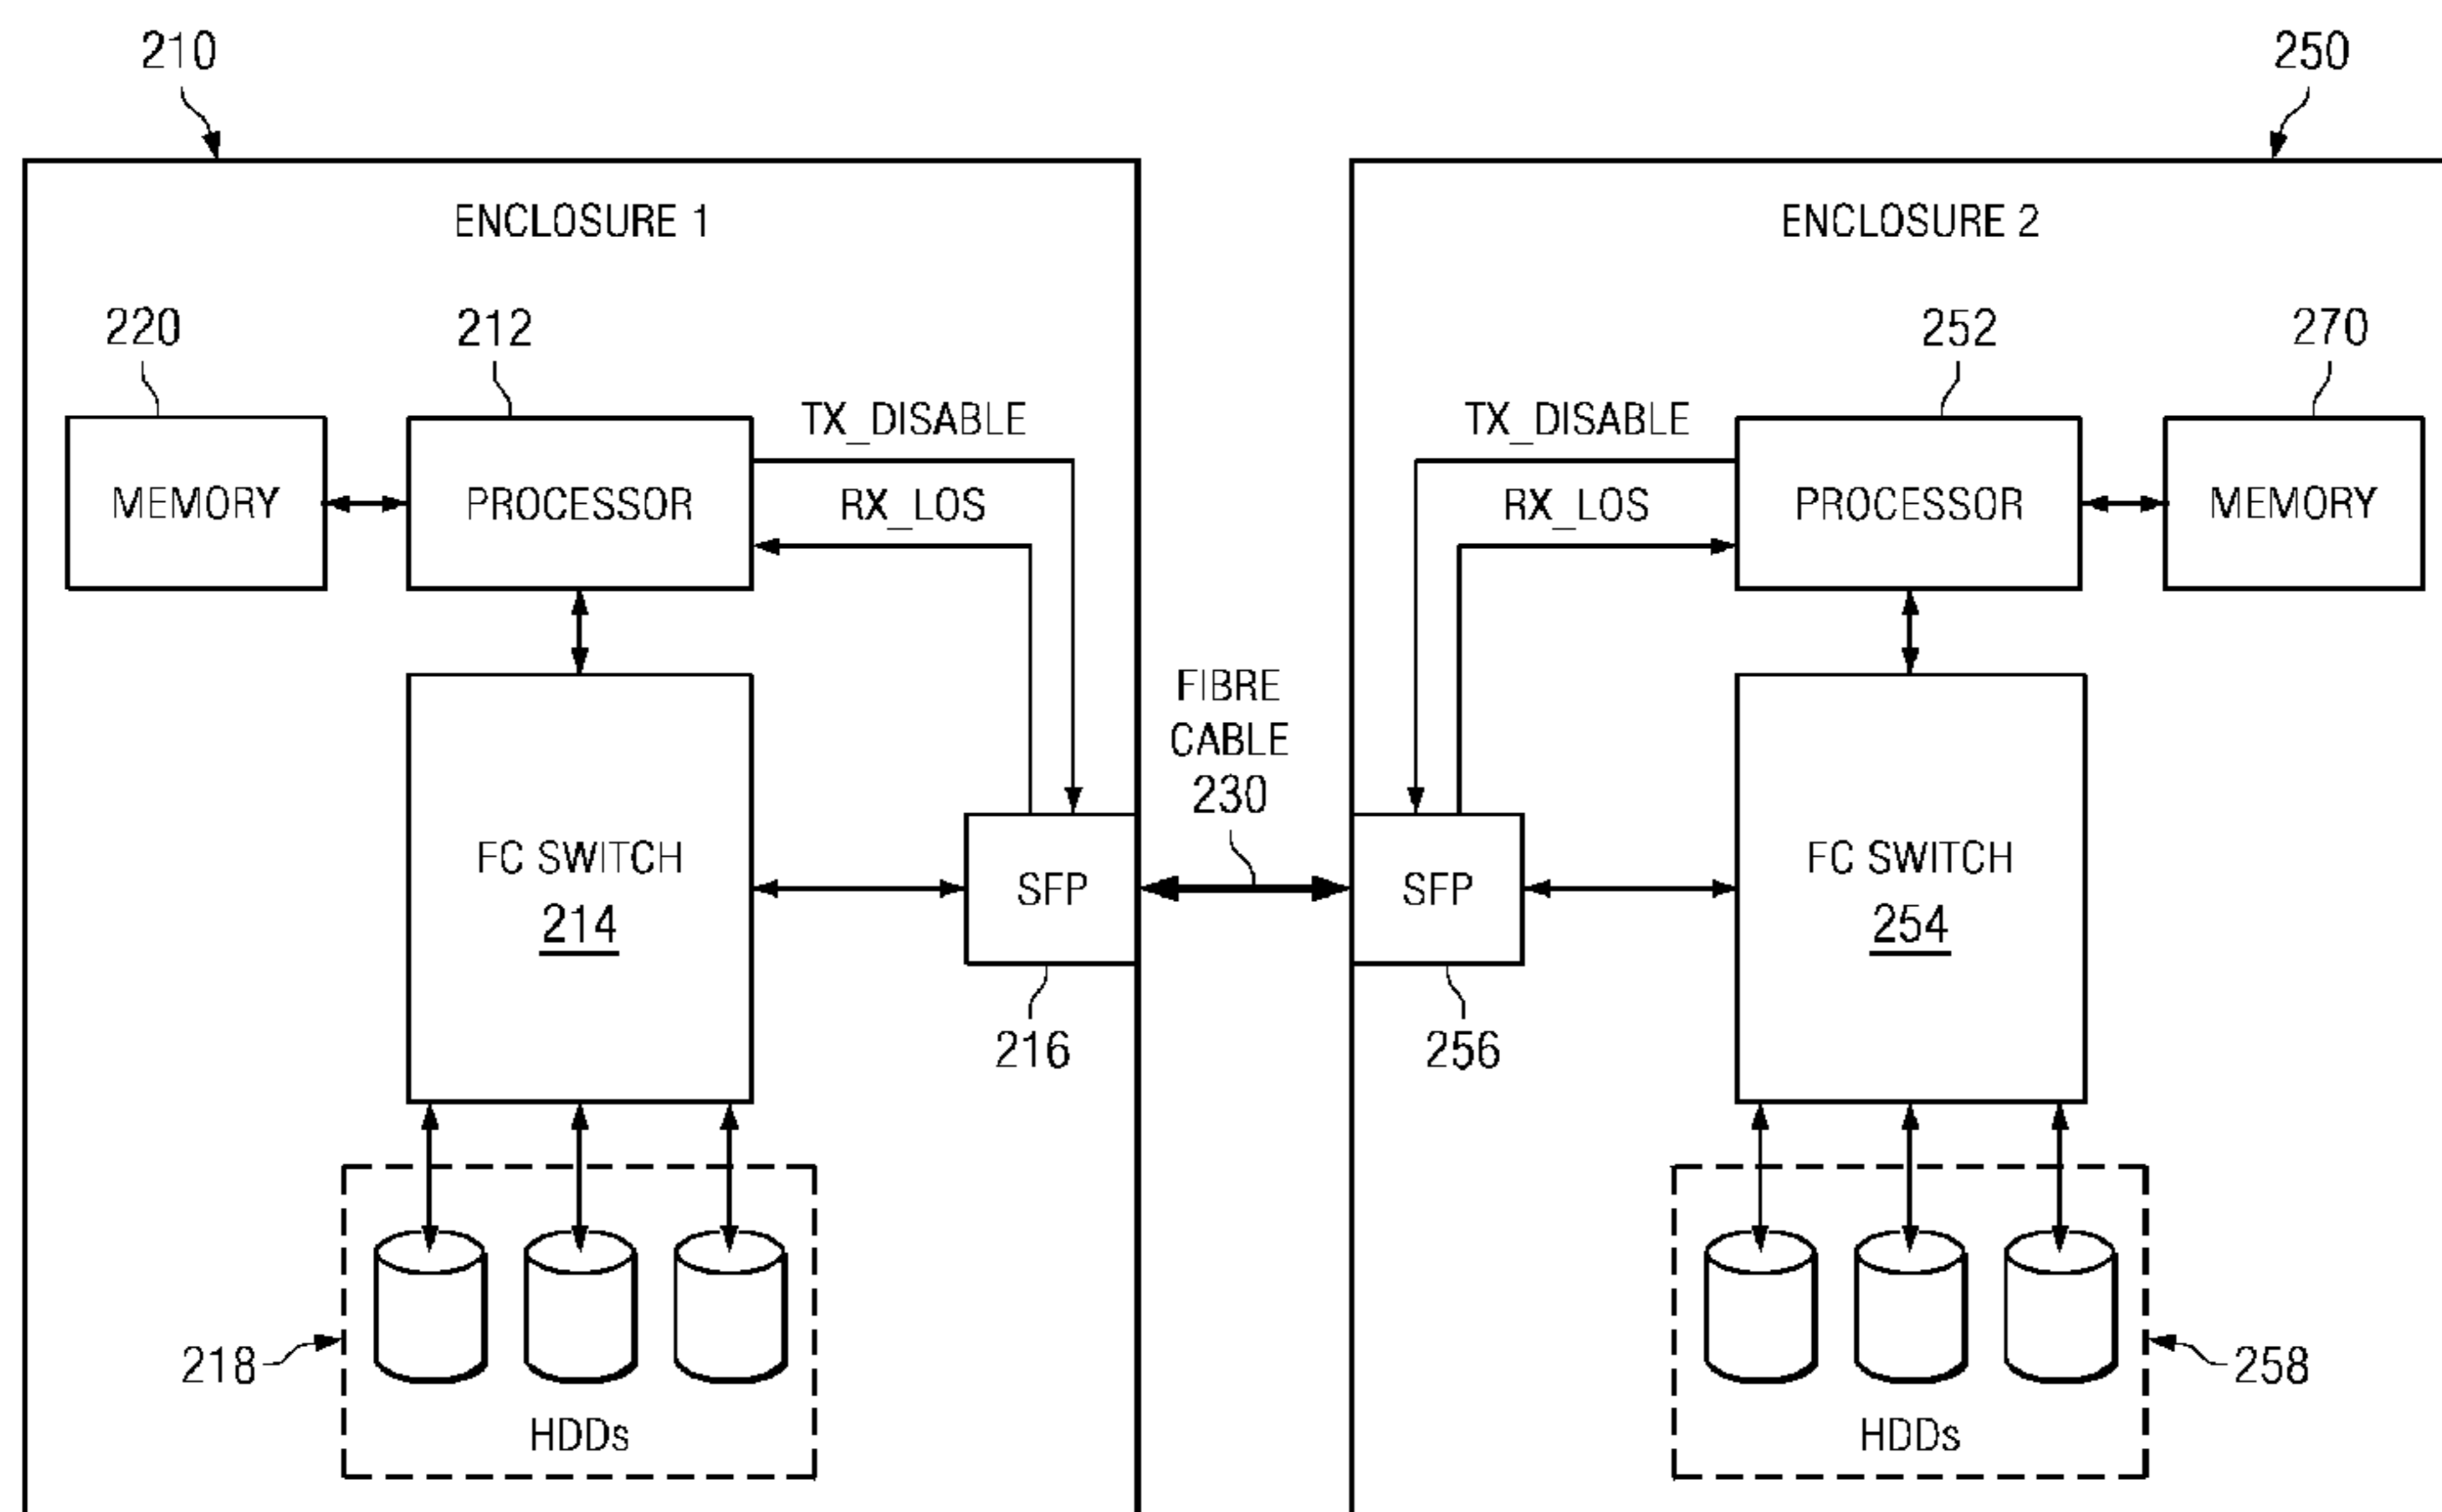 210
250
ENCLOSURE 1
ENCLOSURE 2
220
212
252
270
TX_DISABLE
TX_DISABLE
MEMORY
PROCESSOR
RX_LOS
RX_LOS
PROCESSOR
MEMORY
FIBRE
CABLE
230
FC SWITCH
214
SFP
SFP
FC SWITCH
254
216
256
218
258
HDDs
HDDs